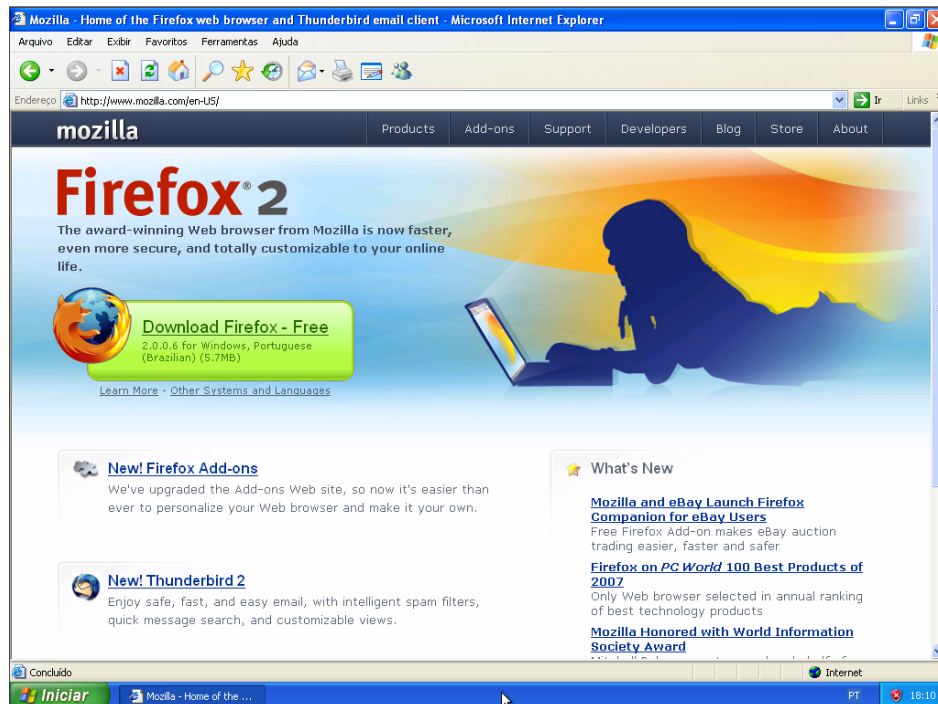 Mozilla - Home of the Firefox web browser and Thunderbird email client - Microsoft Internet Explorer
Arquivo Editar Exibir Favoritos Ferramentas Ajuda
Endereço http://www.mozilla.com/en-US/ Ir Links
mozilla Products Add-ons Support Developers Blog Store About
Firefox® 2
The award-winning Web browser from Mozilla is now faster,
even more secure, and totally customizable to your online
life.
Download Firefox - Free
2.0.0.6 for Windows, Portuguese
(Brazilian) (5.7MB)
Learn More - Other Systems and Languages
New! Firefox Add-ons
We've upgraded the Add-ons Web site, so now it's easier than
ever to personalize your Web browser and make it your own.
New! Thunderbird 2
Enjoy safe, fast, and easy email, with intelligent spam filters,
quick message search, and customizable views.
What's New
Mozilla and eBay Launch Firefox
Companion for eBay Users
Free Firefox Add-on makes eBay auction
trading easier, faster and safer
Firefox on PC World 100 Best Products of
2007
Only Web browser selected in annual ranking
of best technology products
Mozilla Honored with World Information
Society Award
Concluído Internet
Iniciar Mozilla - Home of the ... PT 18:10